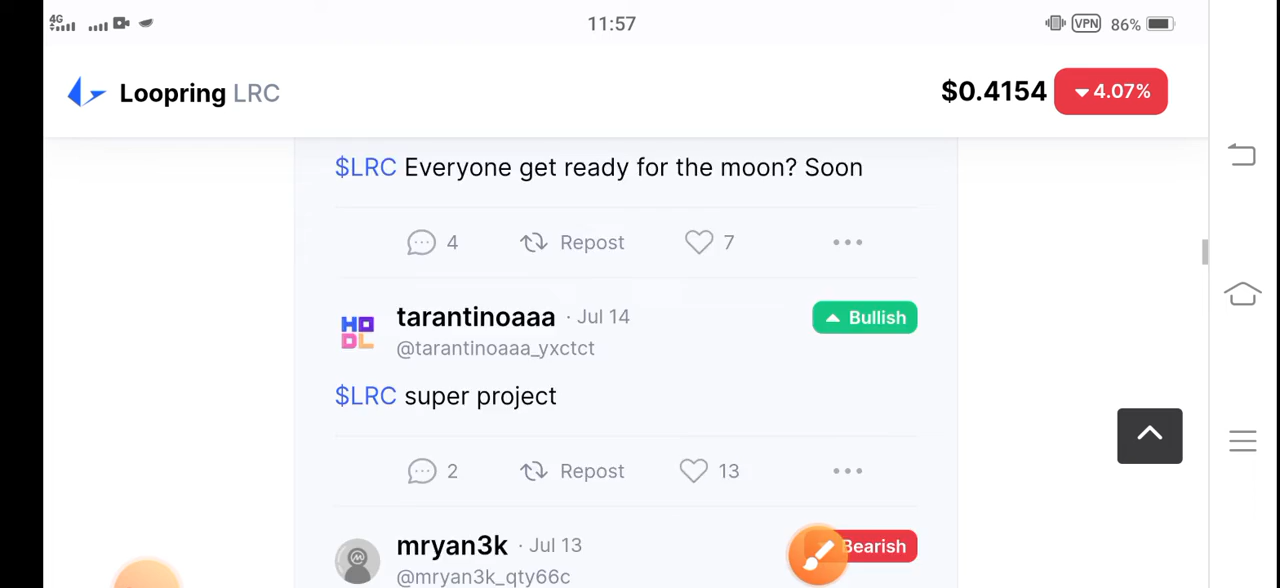 4G 11:57 VPN 86%
Loopring LRC $0.4154 4.07%
$LRC Everyone get ready for the moon? Soon
4 Repost 7
HODL
tarantinoaaa · Jul 14 Bullish
@tarantinoaaa_yxctct
$LRC super project
2 Repost 13
mryan3k · Jul 13 Bearish
@mryan3k_qty66c